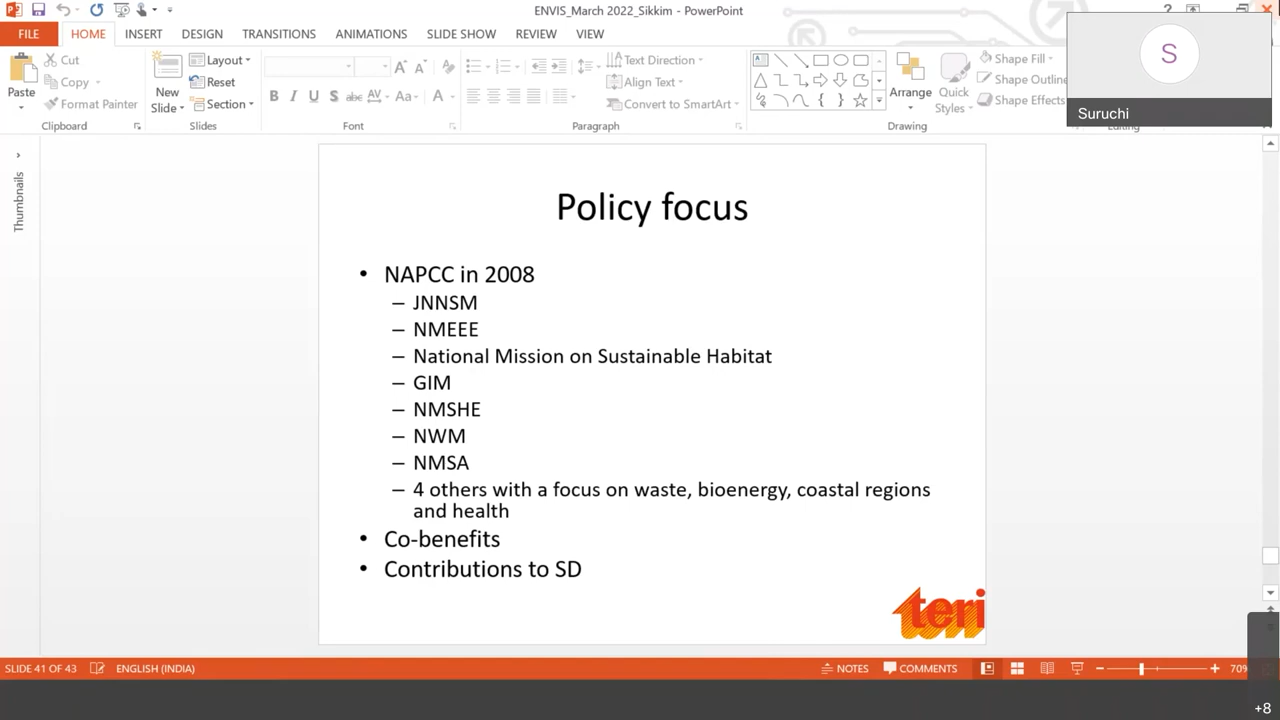 ENVIS_March 2022_Sikkim - PowerPoint
?
FILE HOME INSERT DESIGN TRANSITIONS ANIMATIONS SLIDE SHOW REVIEW VIEW
Paste
Cut
Copy
Format Painter
Clipboard
New
Slide
Layout
Reset
Section
Slides
B I U S abc AV Aa A
Font
Text Direction
Align Text
Convert to SmartArt
Paragraph
Arrange
Quick
Styles
Shape Fill
Shape Outline
Shape Effects
Drawing
Editing
S
Suruchi
Thumbnails
Policy focus
• NAPCC in 2008
– JNNSM
– NMEEE
– National Mission on Sustainable Habitat
– GIM
– NMSHE
– NWM
– NMSA
– 4 others with a focus on waste, bioenergy, coastal regions
and health
• Co-benefits
• Contributions to SD
teri
SLIDE 41 OF 43 ENGLISH (INDIA) NOTES COMMENTS 70%
+8